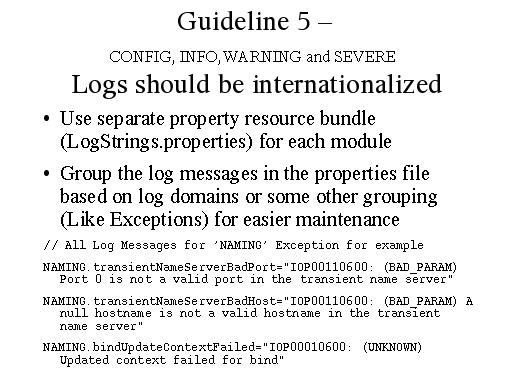 Guideline 5 –
CONFIG, INFO,WARNING and SEVERE
Logs should be internationalized
• Use separate property resource bundle
(LogStrings.properties) for each module
• Group the log messages in the properties file
based on log domains or some other grouping
(Like Exceptions) for easier maintenance
// All Log Messages for 'NAMING' Exception for example
NAMING.transientNameServerBadPort="IOP00110600: (BAD_PARAM)
Port 0 is not a valid port in the transient name server"
NAMING.transientNameServerBadHost="IOP00110600: (BAD_PARAM) A
null hostname is not a valid hostname in the transient
name server"
NAMING.bindUpdateContextFailed="IOP00010600: (UNKNOWN)
Updated context failed for bind"